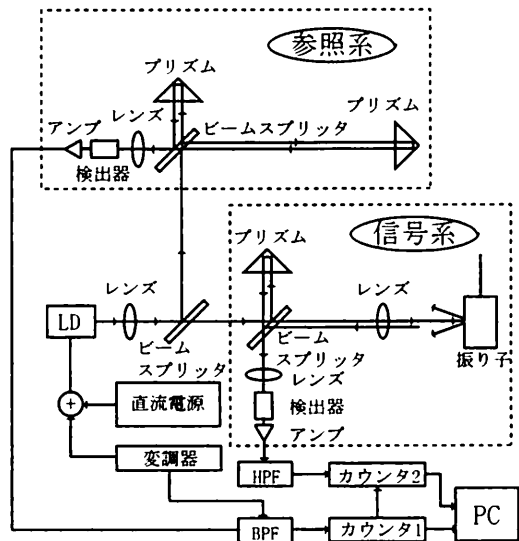 参照系
プリズム
プリズム
レンズ
アンプ
ビームスプリッタ
検出器
信号系
プリズム
レンズ
レンズ
LD
ビーム
スプリッタ
ビーム
スプリッタ
レンズ
振り子
直流電源
検出器
アンプ
変調器
HPF
カウンタ2
PC
BPF
カウンタ1
+